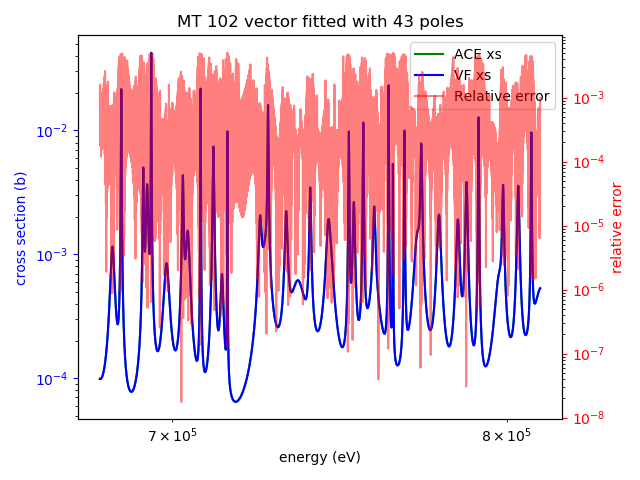 MT 102 vector fitted with 43 poles
ACE xs
VF xs
Relative error
cross section (b)
10⁻²
10⁻³
10⁻⁴
relative error
10⁻³
10⁻⁴
10⁻⁵
10⁻⁶
10⁻⁷
10⁻⁸
7 × 10⁵
8 × 10⁵
energy (eV)